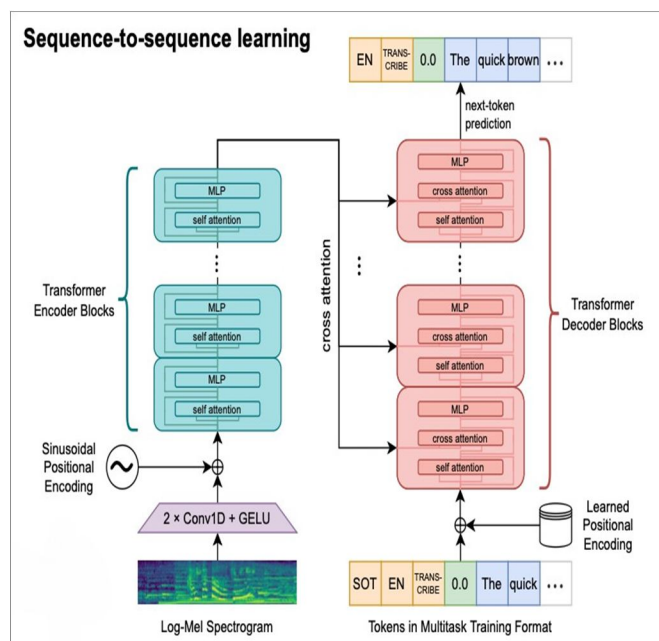 Sequence-to-sequence learning
EN TRANS-CRIBE 0.0 The quick brown ...
next-token
prediction
MLP
cross attention
self attention
MLP
self attention
...
...
...
Transformer
Encoder Blocks
cross attention
Transformer
Decoder Blocks
MLP
self attention
MLP
self attention
MLP
cross attention
self attention
MLP
cross attention
self attention
Sinusoidal
Positional
Encoding
2 × Conv1D + GELU
Learned
Positional
Encoding
SOT EN TRANS-CRIBE 0.0 The quick ...
Log-Mel Spectrogram
Tokens in Multitask Training Format